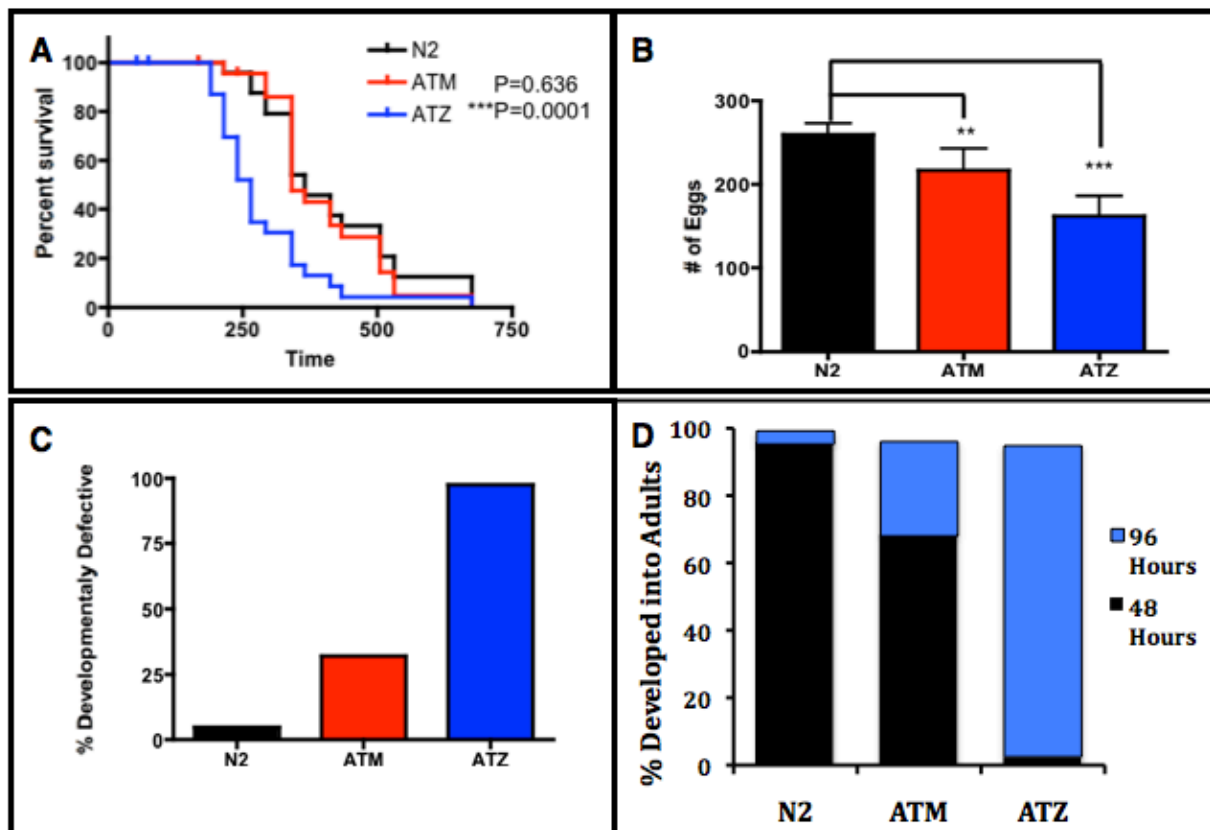 A
N2
ATM P=0.636
ATZ ***P=0.0001
Percent survival
100
80
60
40
20
0
0 250 500 750
Time
B
# of Eggs
300
200
100
0
**
***
N2 ATM ATZ
C
% Developmentaly Defective
100
75
50
25
0
N2 ATM ATZ
D
% Developed into Adults
100
80
60
40
20
0
N2 ATM ATZ
96
Hours
48
Hours